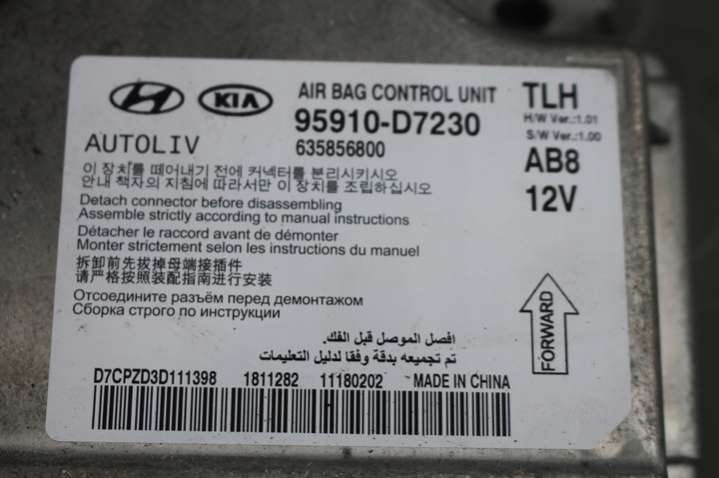 HYUNDAI KIA
AIR BAG CONTROL UNIT
95910-D7230
635856800
TLH
H/W Ver.:1.01
S/W Ver.:1.00
AB8
12V
AUTOLIV
이 장치를 떼어내기 전에 커넥터를 분리시키시오
안내 책자의 지침에 따라서만 이 장치를 조립하십시오
Detach connector before disassembling
Assemble strictly according to manual instructions
Détacher le raccord avant de démonter
Monter strictement selon les instructions du manuel
拆卸前先拔掉母端接插件
请严格按照装配指南进行安装
Отсоедините разъём перед демонтажом
Сборка строго по инструкции
افصل الموصل قبل الفك.
تم تجميعه بدقة وفقا لدليل التعليمات
FORWARD
D7CPZD3D111398 1811282 11180202 MADE IN CHINA